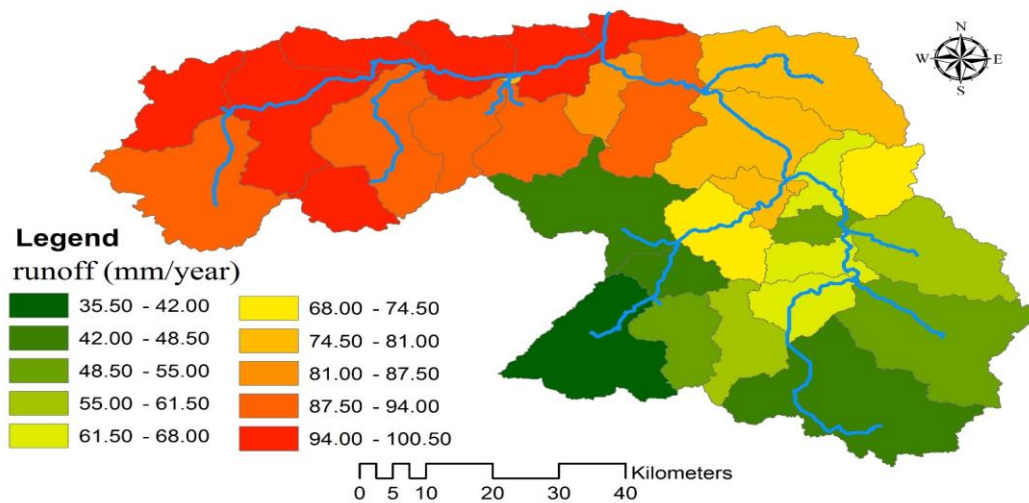 N
W E
S
Legend
runoff (mm/year)
35.50 - 42.00
42.00 - 48.50
48.50 - 55.00
55.00 - 61.50
61.50 - 68.00
68.00 - 74.50
74.50 - 81.00
81.00 - 87.50
87.50 - 94.00
94.00 - 100.50
Kilometers
0 5 10 20 30 40